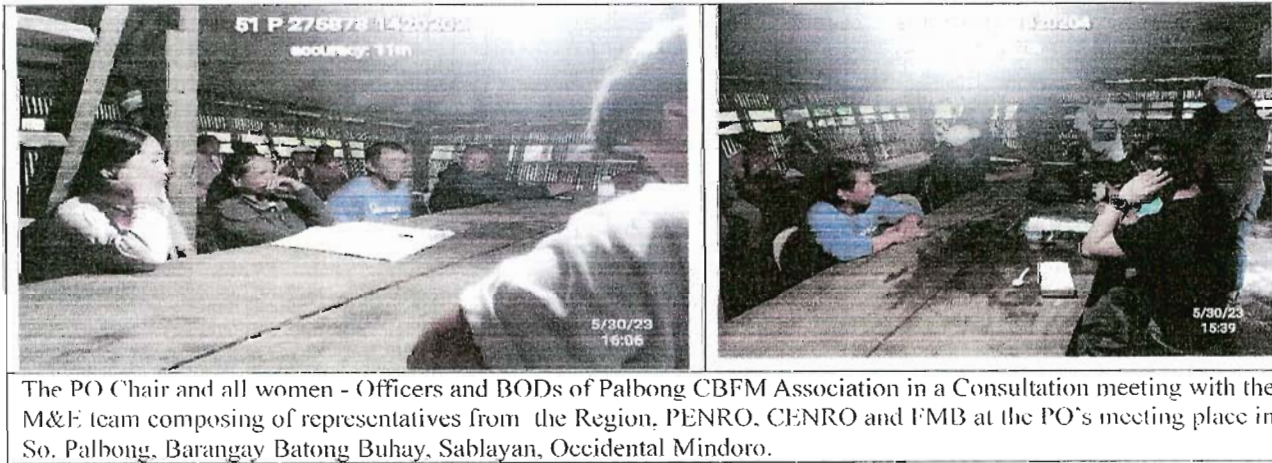 51 P 275878 1420202
accuracy: 11m
5/30/23
16:06
5/30/23
15:39
The PO Chair and all women - Officers and BODs of Palbong CBFM Association in a Consultation meeting with the
M&E team composing of representatives from the Region, PENRO, CENRO and FMB at the PO's meeting place in
So. Palbong, Barangay Batong Buhay, Sablayan, Occidental Mindoro.